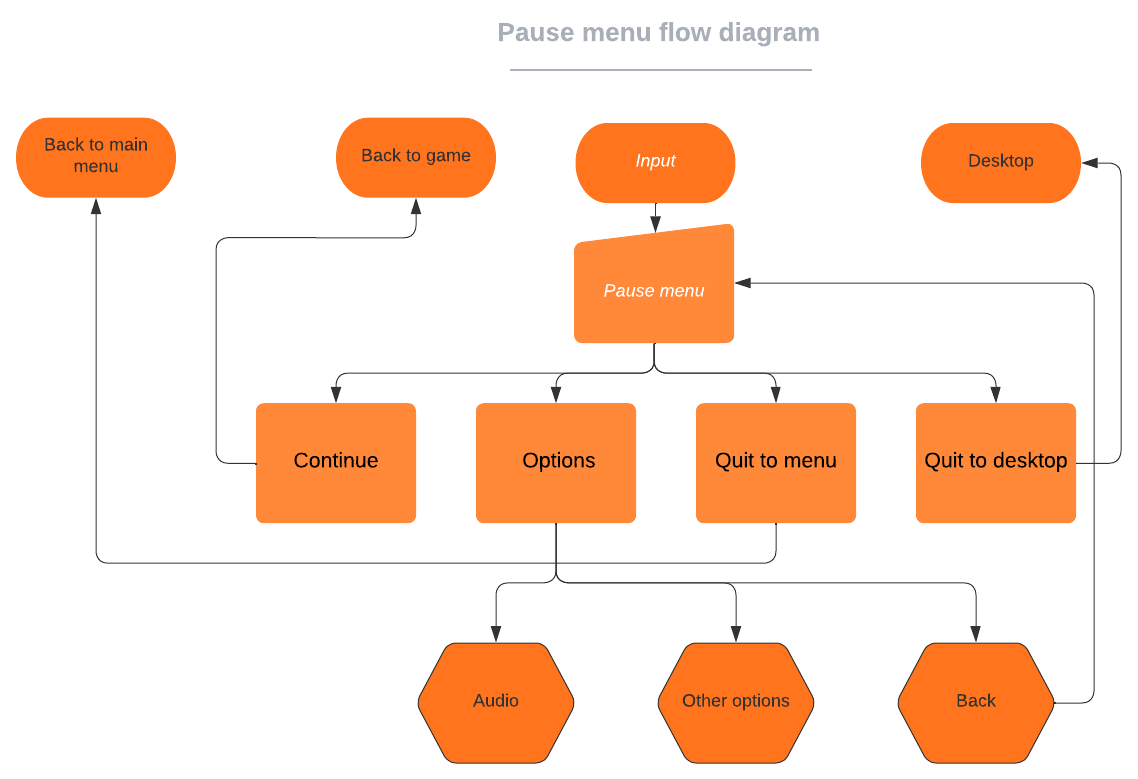 Pause menu flow diagram
Back to main
menu
Back to game
Input
Desktop
Pause menu
Continue
Options
Quit to menu
Quit to desktop
Audio
Other options
Back